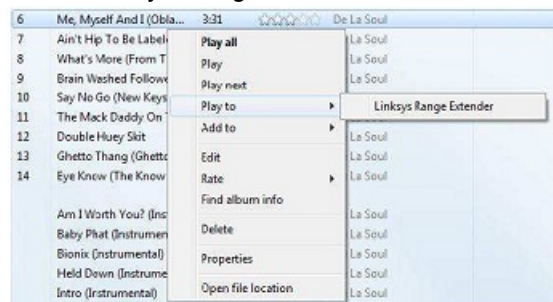 6 Me, Myself And I (Obla... 3:31 De La Soul
7 Ain't Hip To Be Label La Soul
8 What's More (From T La Soul
9 Brain Washed Followe La Soul
10 Say No Go (New Keys
11 The Mack Daddy On
12 Double Huey Skit La Soul
13 Ghetto Thang (Ghetto La Soul
14 Eye Know (The Know La Soul
Am I Worth You? (Ins La Soul
Baby Phat (Instrumen La Soul
Bionix (Instrumental) La Soul
Held Down (Instrume La Soul
Intro (Instrumental) La Soul
Play all
Play
Play next
Play to
Add to
Edit
Rate
Find album info
Delete
Properties
Open file location
Linksys Range Extender